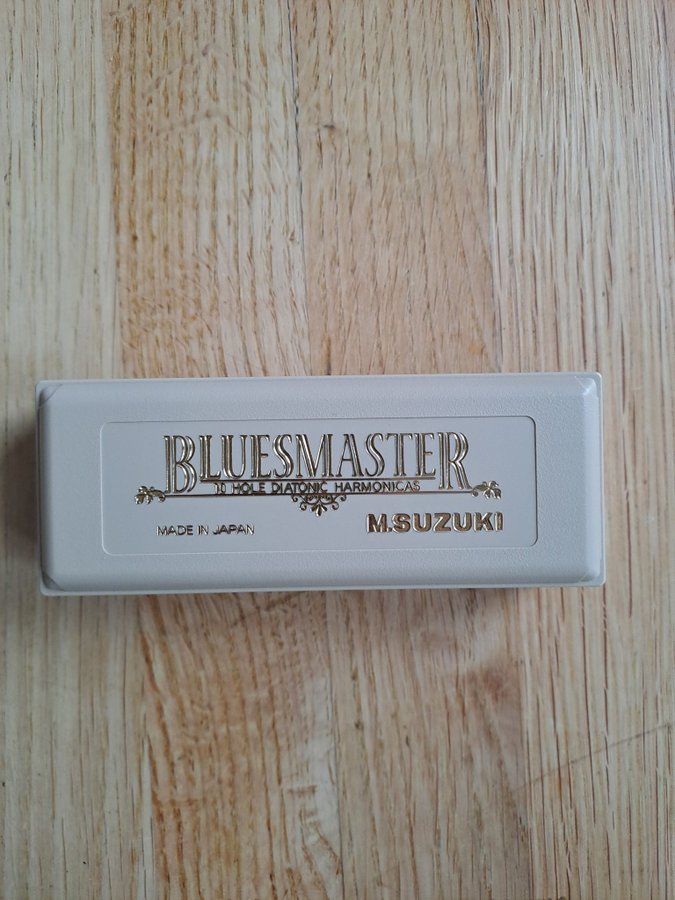 BLUESMASTER
10 HOLE DIATONIC HARMONICAS
MADE IN JAPAN
M.SUZUKI